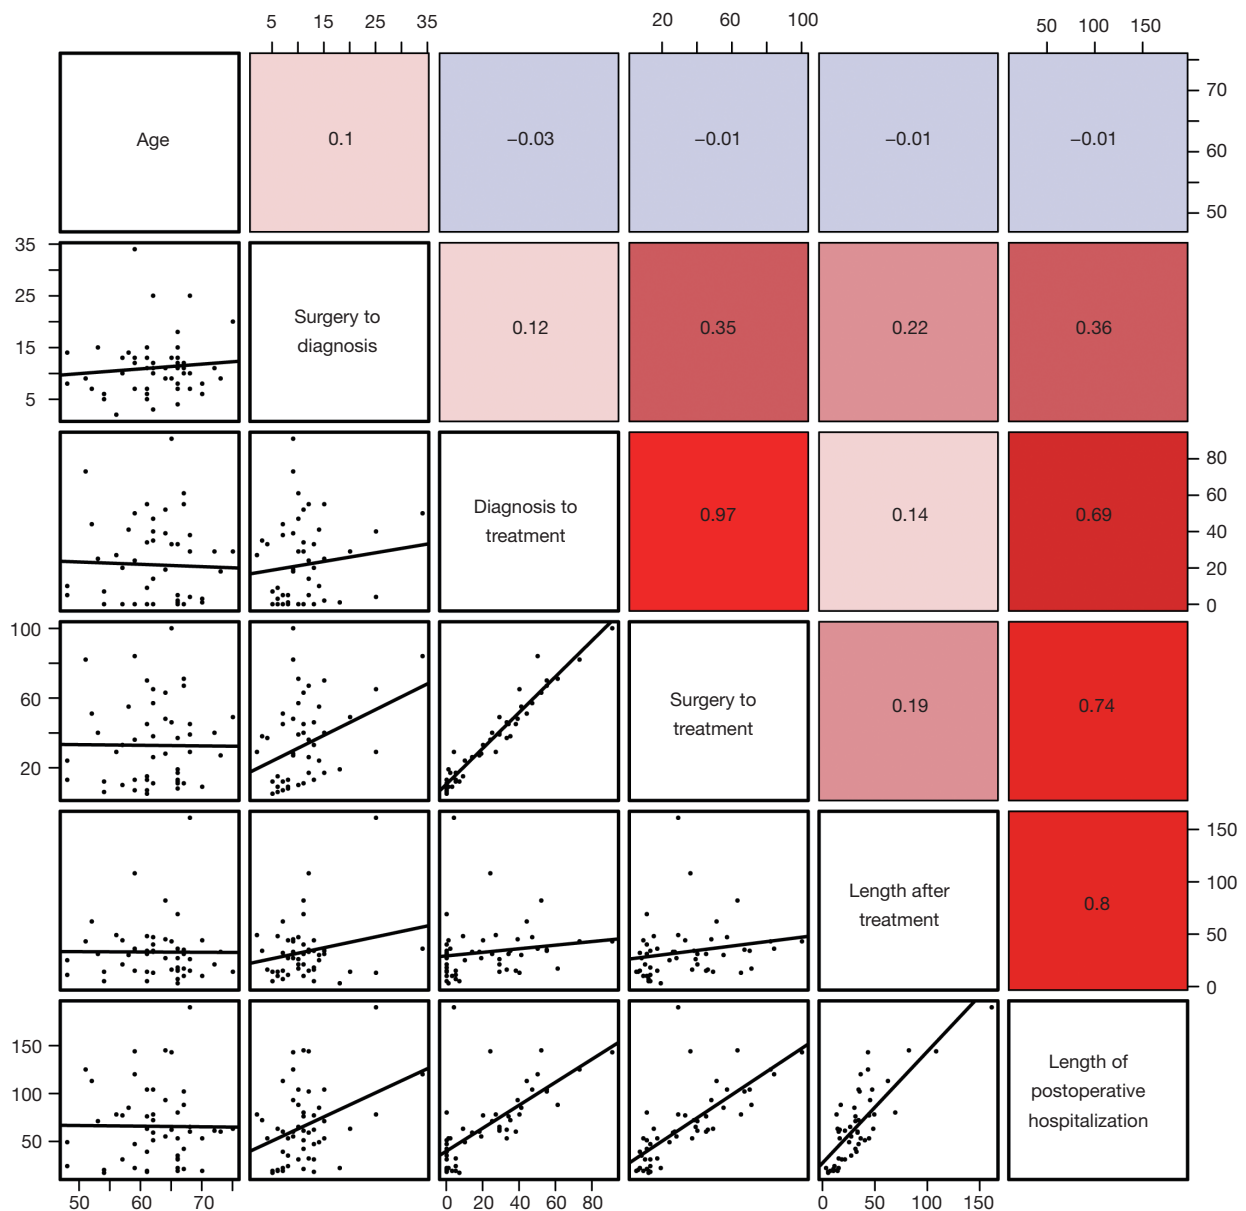 5 15 25 35
20 60 100
50 100 150
Age
0.1
−0.03
−0.01
−0.01
−0.01
70
60
50
35
25
15
5
Surgery to
diagnosis
0.12
0.35
0.22
0.36
Diagnosis to
treatment
0.97
0.14
0.69
80
60
40
20
0
100
60
20
Surgery to
treatment
0.19
0.74
Length after
treatment
0.8
150
100
50
0
150
100
50
Length of
postoperative
hospitalization
50 60 70
0 20 40 60 80
0 50 100 150